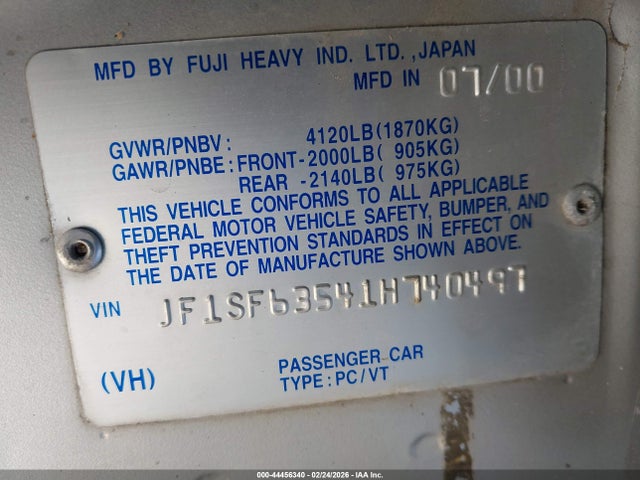 MFD BY FUJI HEAVY IND. LTD.,JAPAN
MFD IN 07/00
GVWR/PNBV: 4120LB(1870KG)
GAWR/PNBE:FRONT-2000LB( 905KG)
REAR -2140LB( 975KG)
THIS VEHICLE CONFORMS TO ALL APPLICABLE
FEDERAL MOTOR VEHICLE SAFETY, BUMPER, AND
THEFT PREVENTION STANDARDS IN EFFECT ON
THE DATE OF MANUFACTURE SHOWN ABOVE.
VIN JF1SF63541H740497
(VH) PASSENGER CAR
TYPE:PC/VT
000-44456340 - 02/24/2026 - IAA Inc.